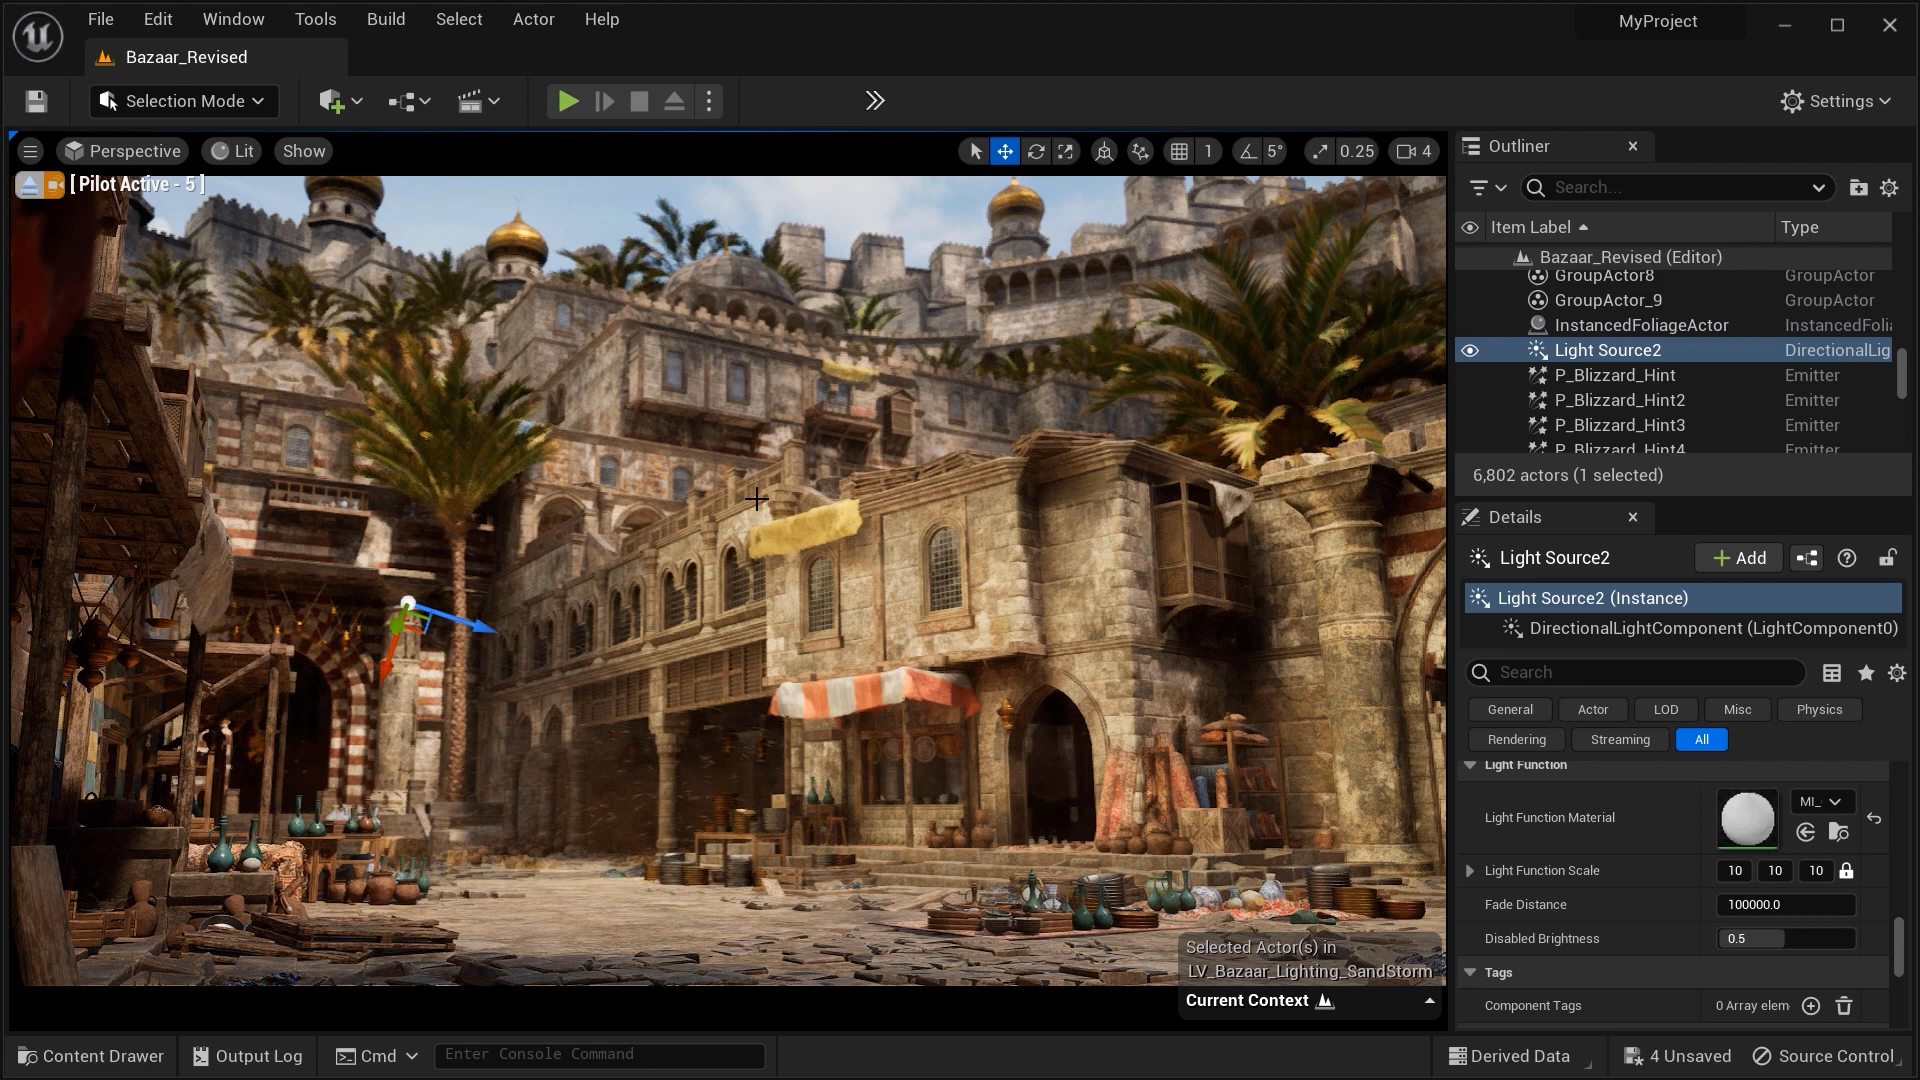 File Edit Window Tools Build Select Actor Help
MyProject
Bazaar_Revised
Selection Mode
Settings
Perspective Lit Show
1 5° 0.25 4
[ Pilot Active - 5 ]
Outliner
Search...
Item Label Type
Bazaar_Revised (Editor)
GroupActor8 GroupActor
GroupActor_9 GroupActor
InstancedFoliageActor InstancedFoli
Light Source2 DirectionalLig
P_Blizzard_Hint Emitter
P_Blizzard_Hint2 Emitter
P_Blizzard_Hint3 Emitter
P_Blizzard_Hint4 Emitter
6,802 actors (1 selected)
Details
Light Source2
Add
Light Source2 (Instance)
DirectionalLightComponent (LightComponent0)
Search
General Actor LOD Misc Physics
Rendering Streaming All
Light Function
Light Function Material
MI_
Light Function Scale 10 10 10
Fade Distance 100000.0
Disabled Brightness 0.5
Tags
Component Tags 0 Array elem
Selected Actor(s) in
LV_Bazaar_Lighting_SandStorm
Current Context
Content Drawer Output Log Cmd Enter Console Command
Derived Data 4 Unsaved Source Control